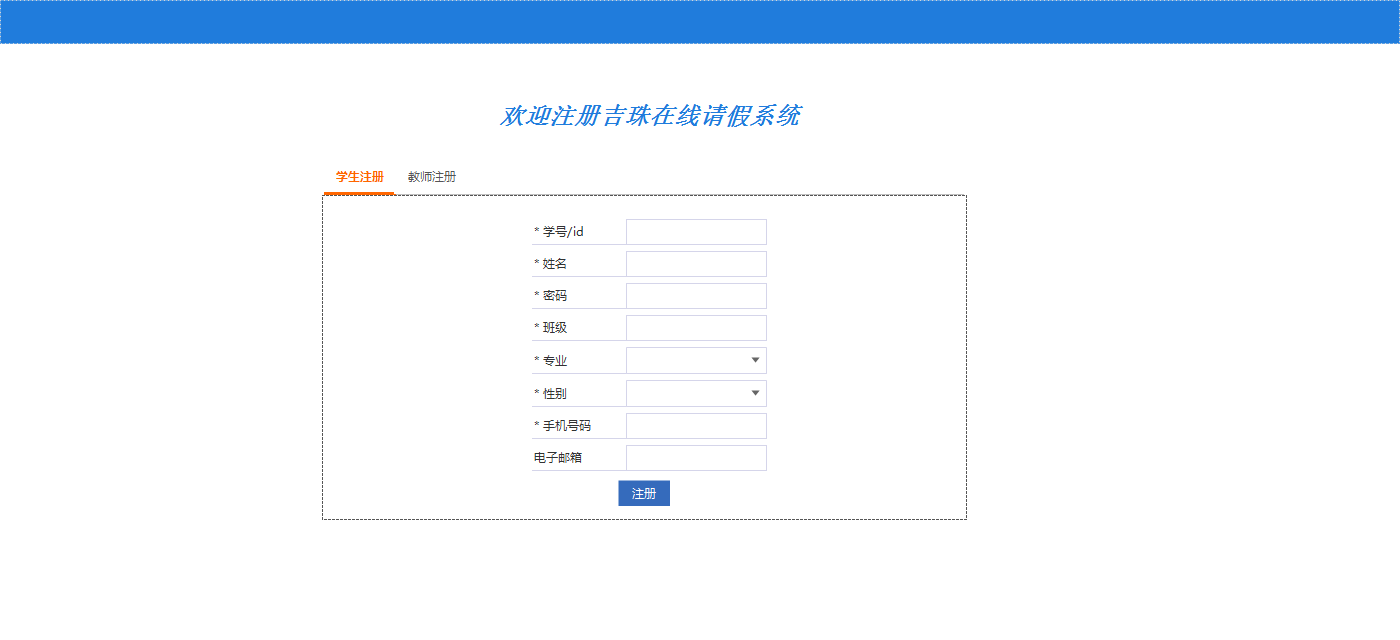 欢迎注册吉珠在线请假系统
学生注册 教师注册
* 学号/id
* 姓名
* 密码
* 班级
* 专业
* 性别
* 手机号码
电子邮箱
注册